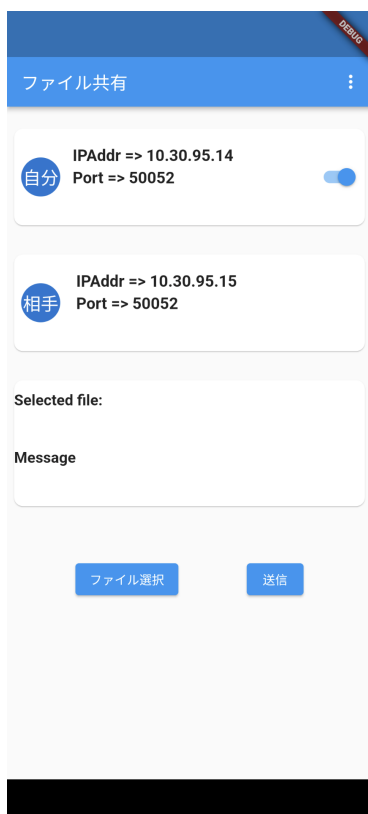 DEBUG
ファイル共有
自分
IPAddr => 10.30.95.14
Port => 50052
相手
IPAddr => 10.30.95.15
Port => 50052
Selected file:
Message
ファイル選択
送信